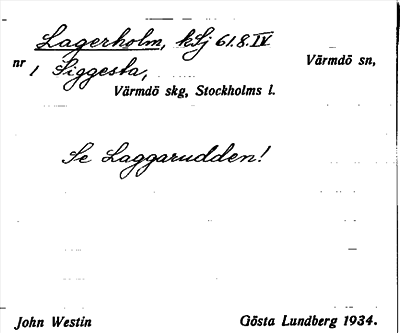 Lagerholm, kSj 61.8.IV
nr 1 Siggesta, Värmdö sn,
Värmdö skg, Stockholms l.
Se Laggarudden!
John Westin Gösta Lundberg 1934.